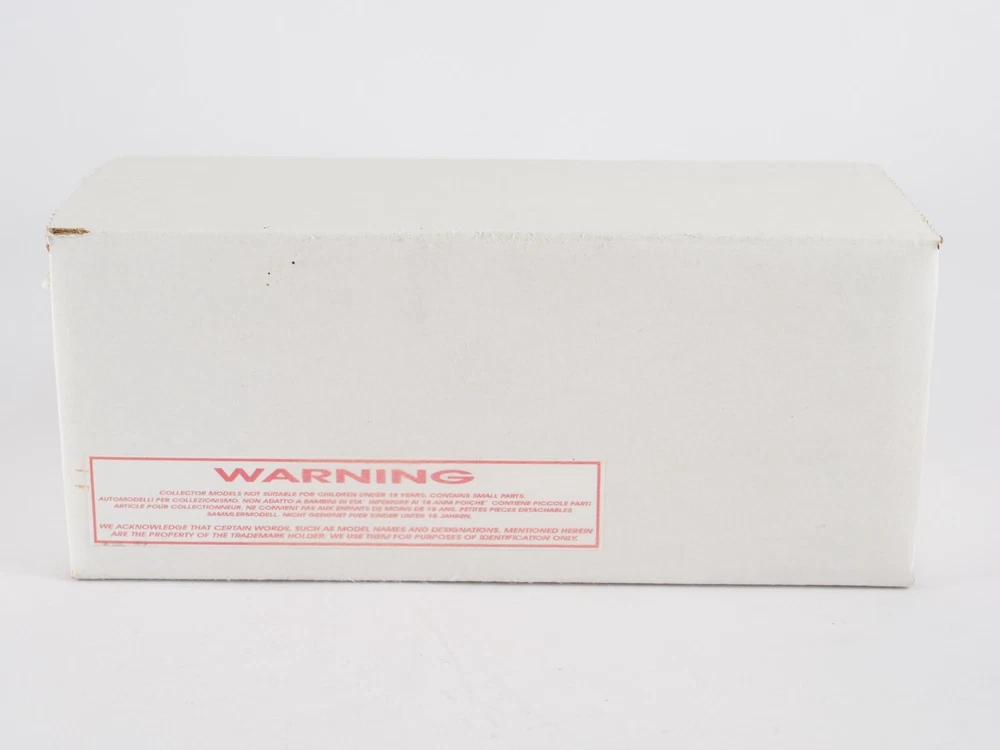 WARNING
COLLECTOR MODELS NOT SUITABLE FOR CHILDREN UNDER 18 YEARS. CONTAINS SMALL PARTS.
AUTOMODELLI PER COLLEZIONISMO. NON ADATTO A BAMBINI DI ETA' INFERIORE AI 18 ANNI POICHE' CONTIENE PICCOLE PARTI
ARTICLE POUR COLLECTIONNEUR. NE CONVIENT PAS AUX ENFANTS DE MOINS DE 18 ANS. PETITES PIECES DETACHABLES
SAMMLERMODELL. NICHT GEEIGNET FUER KINDER UNTER 18 JAHREN.
WE ACKNOWLEDGE THAT CERTAIN WORDS, SUCH AS MODEL NAMES AND DESIGNATIONS, MENTIONED HEREIN
ARE THE PROPERTY OF THE TRADEMARK HOLDER. WE USE THEM FOR PURPOSES OF IDENTIFICATION ONLY.